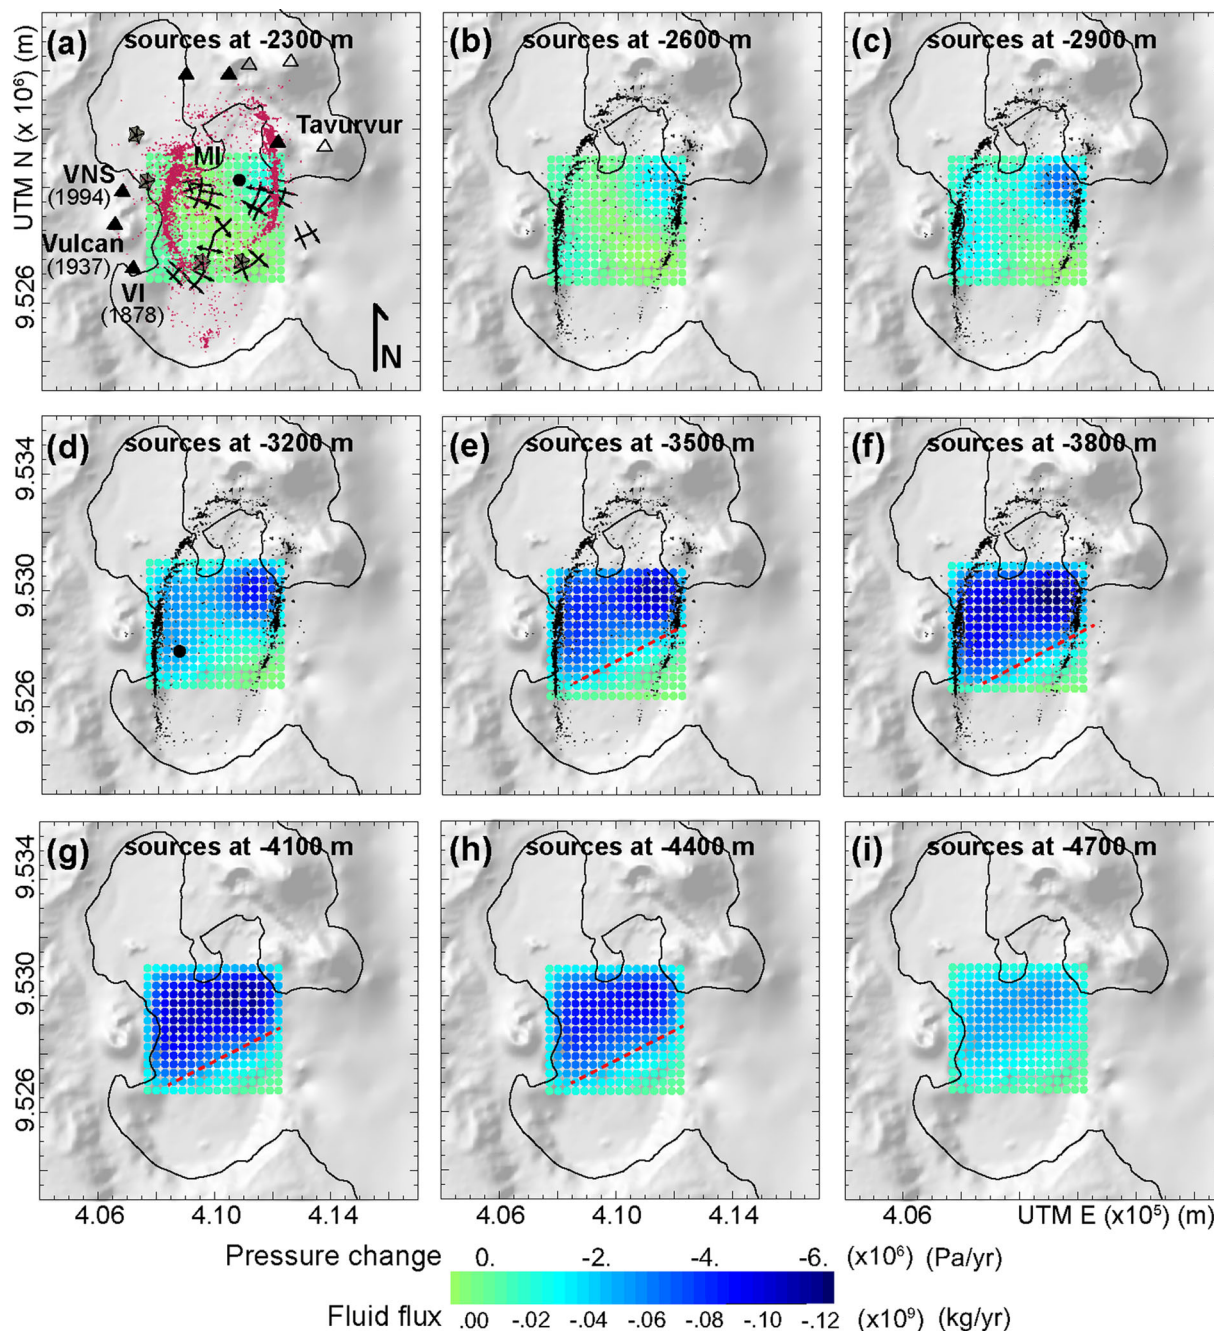 (a) sources at -2300 m
(b) sources at -2600 m
(c) sources at -2900 m
UTM N (x 10⁶) (m)
Tavurvur
MI
VNS
(1994)
Vulcan
(1937)
VI
(1878)
N
9.526
(d) sources at -3200 m
(e) sources at -3500 m
(f) sources at -3800 m
9.534
9.530
9.526
(g) sources at -4100 m
(h) sources at -4400 m
(i) sources at -4700 m
9.534
9.530
9.526
4.06 4.10 4.14
4.06 4.10 4.14
4.06 UTM E (x10⁵) (m)
Pressure change 0. -2. -4. -6. (x10⁶) (Pa/yr)
Fluid flux .00 -.02 -.04 -.06 -.08 -.10 -.12 (x10⁹) (kg/yr)